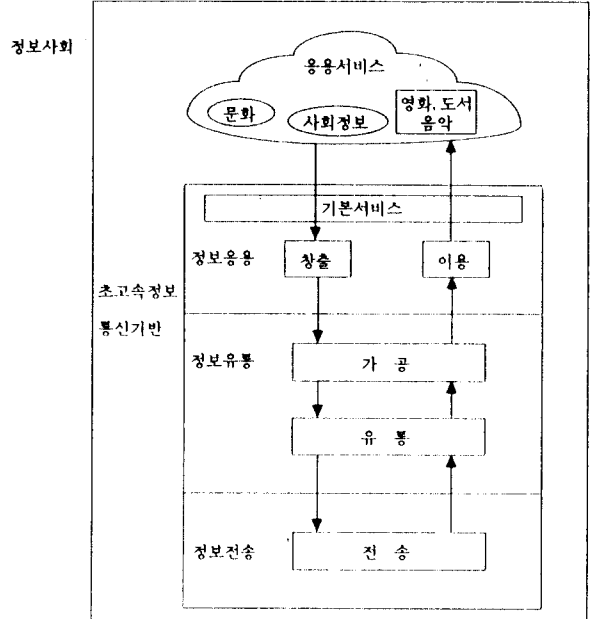 정보사회
응용서비스
문화
사회정보
영화, 도서
음악
기본서비스
정보응용
창출
이용
초고속정보
통신기반
정보유통
가 공
유 통
정보전송
전 송